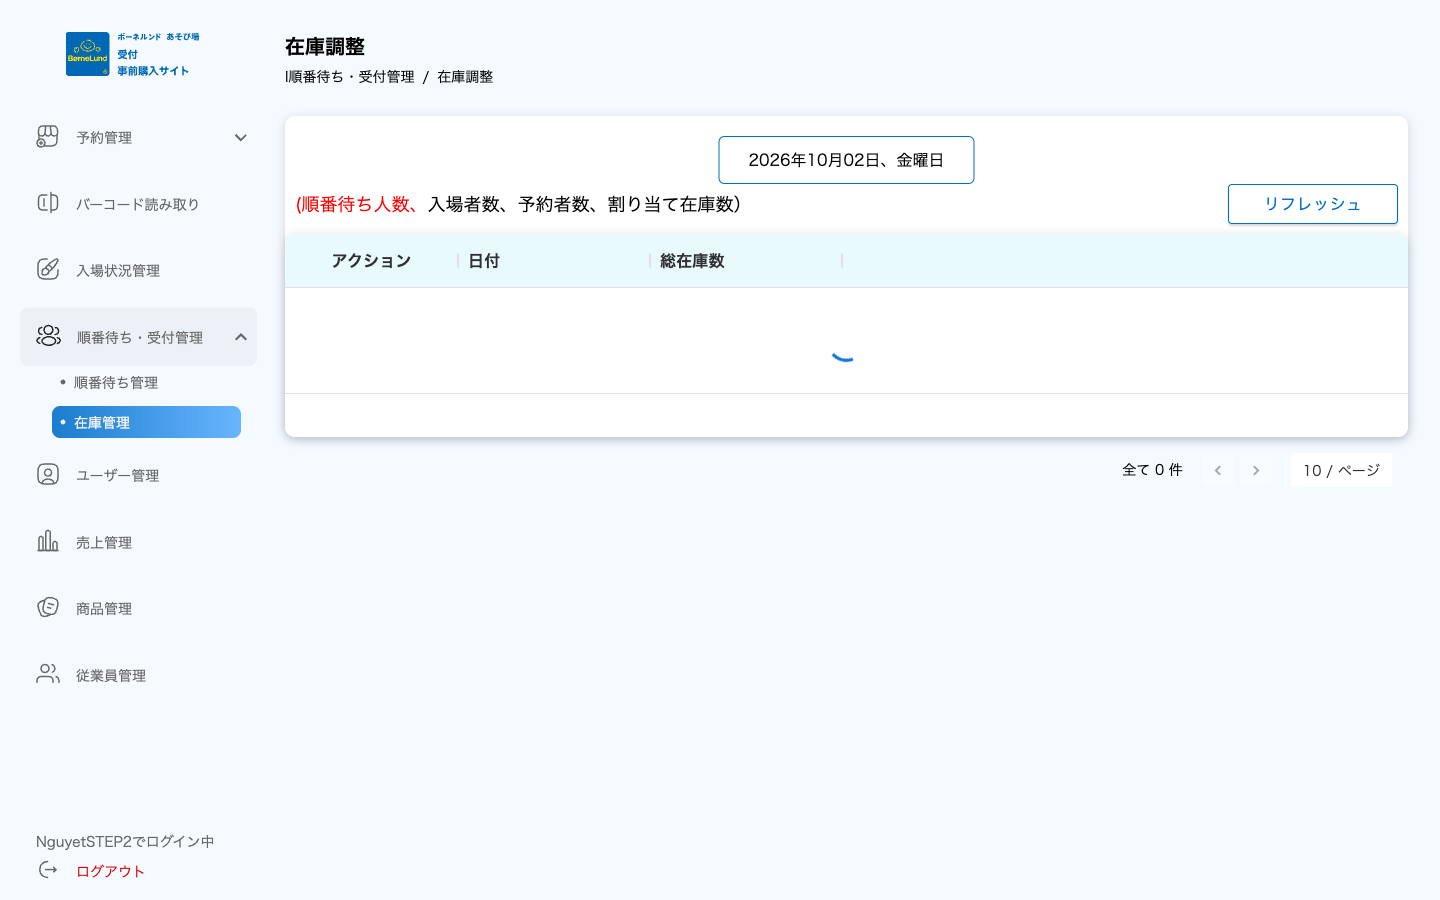 ボーネルンド あそび場
受付
事前購入サイト
BørneLund
予約管理
バーコード読み取り
入場状況管理
順番待ち・受付管理
• 順番待ち管理
• 在庫管理
ユーザー管理
売上管理
商品管理
従業員管理
NguyetSTEP2でログイン中
ログアウト
在庫調整
l順番待ち・受付管理 / 在庫調整
2026年10月02日、金曜日
(順番待ち人数、入場者数、予約者数、割り当て在庫数)
リフレッシュ
アクション 日付 総在庫数
全て 0 件 10 / ページ